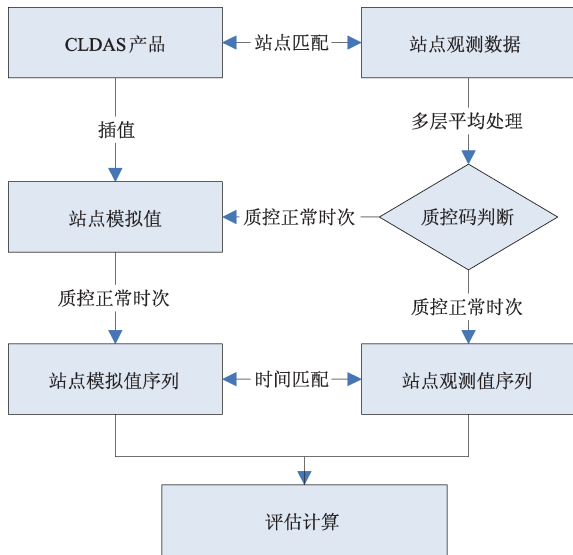 CLDAS产品
站点匹配
站点观测数据
插值
多层平均处理
站点模拟值
质控正常时次
质控码判断
质控正常时次
质控正常时次
站点模拟值序列
时间匹配
站点观测值序列
评估计算